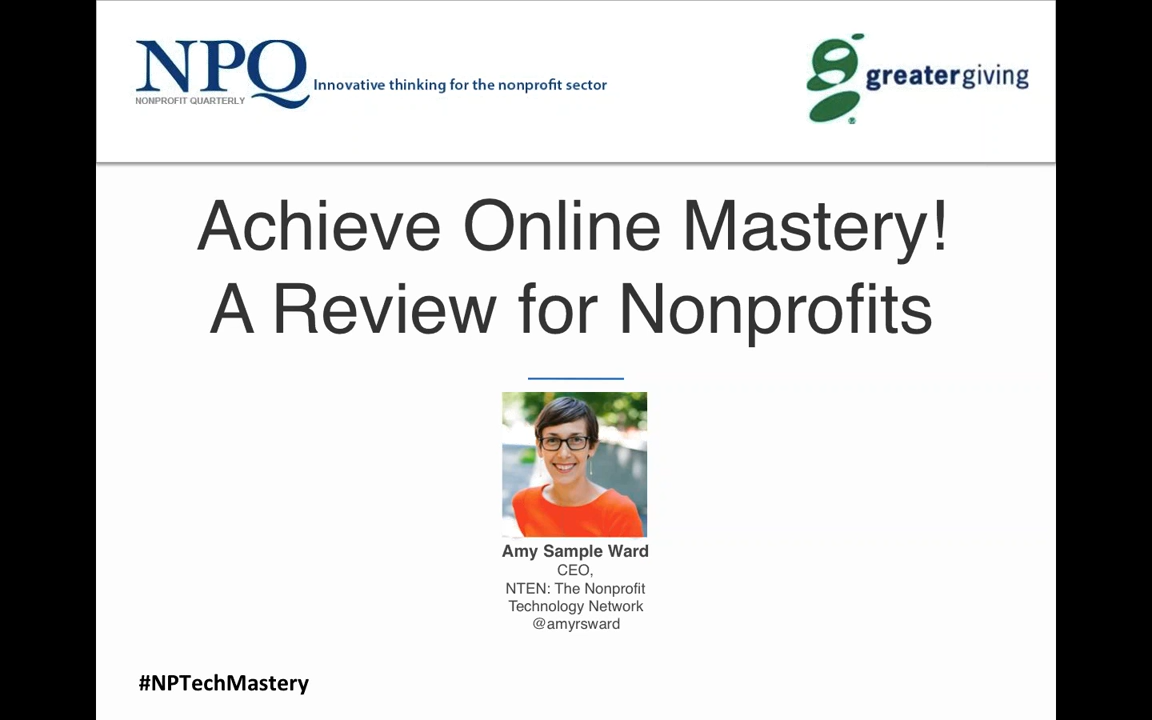 NPQ
NONPROFIT QUARTERLY
Innovative thinking for the nonprofit sector
greatergiving
Achieve Online Mastery!
A Review for Nonprofits
Amy Sample Ward
CEO,
NTEN: The Nonprofit
Technology Network
@amyrsward
#NPTechMastery